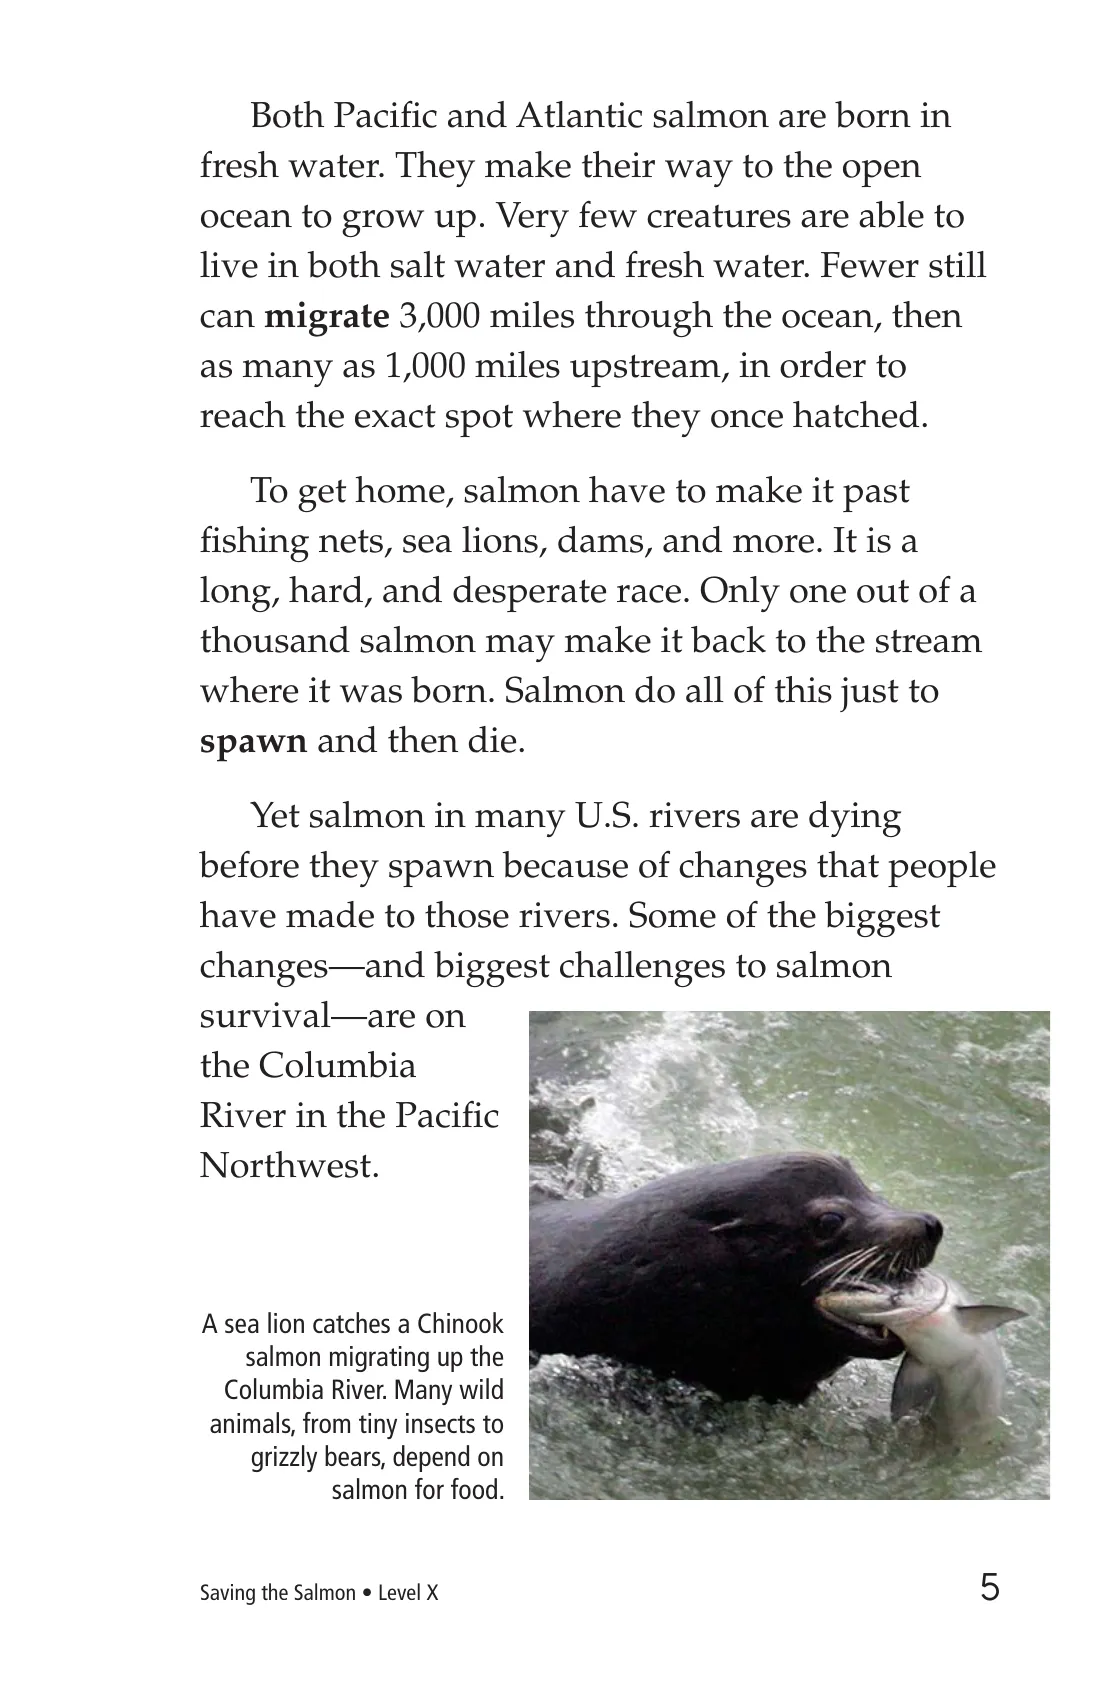 Both Pacific and Atlantic salmon are born in
fresh water. They make their way to the open
ocean to grow up. Very few creatures are able to
live in both salt water and fresh water. Fewer still
can migrate 3,000 miles through the ocean, then
as many as 1,000 miles upstream, in order to
reach the exact spot where they once hatched.
To get home, salmon have to make it past
fishing nets, sea lions, dams, and more. It is a
long, hard, and desperate race. Only one out of a
thousand salmon may make it back to the stream
where it was born. Salmon do all of this just to
spawn and then die.
Yet salmon in many U.S. rivers are dying
before they spawn because of changes that people
have made to those rivers. Some of the biggest
changes—and biggest challenges to salmon
survival—are on
the Columbia
River in the Pacific
Northwest.
A sea lion catches a Chinook
salmon migrating up the
Columbia River. Many wild
animals, from tiny insects to
grizzly bears, depend on
salmon for food.
Saving the Salmon • Level X
5